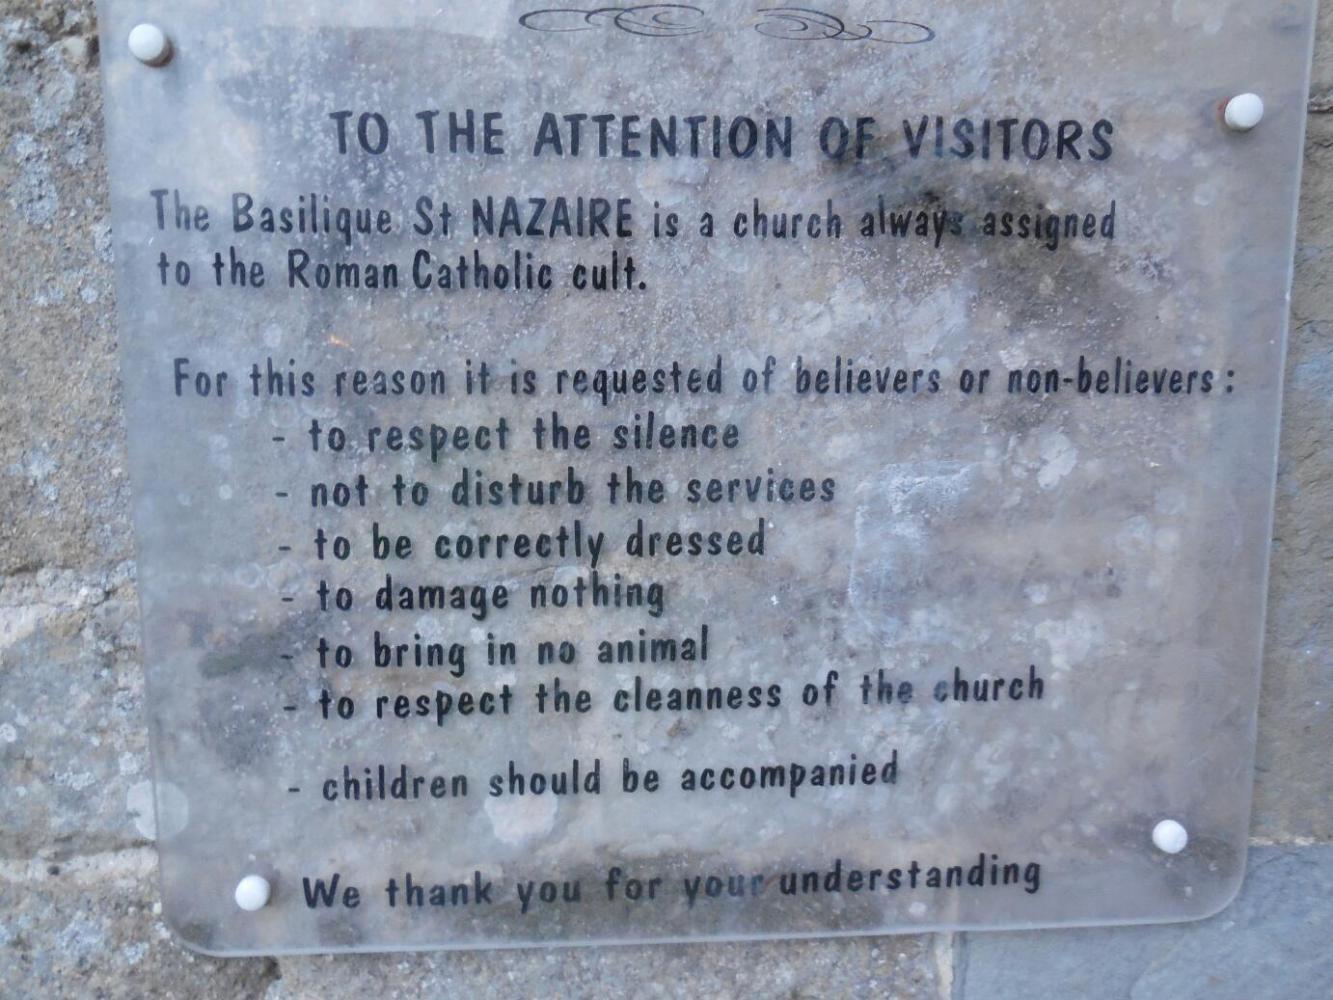 TO THE ATTENTION OF VISITORS
The Basilique St NAZAIRE is a church always assigned
to the Roman Catholic cult.
For this reason it is requested of believers or non-believers :
- to respect the silence
- not to disturb the services
- to be correctly dressed
- to damage nothing
- to bring in no animal
- to respect the cleanness of the church
- children should be accompanied
We thank you for your understanding